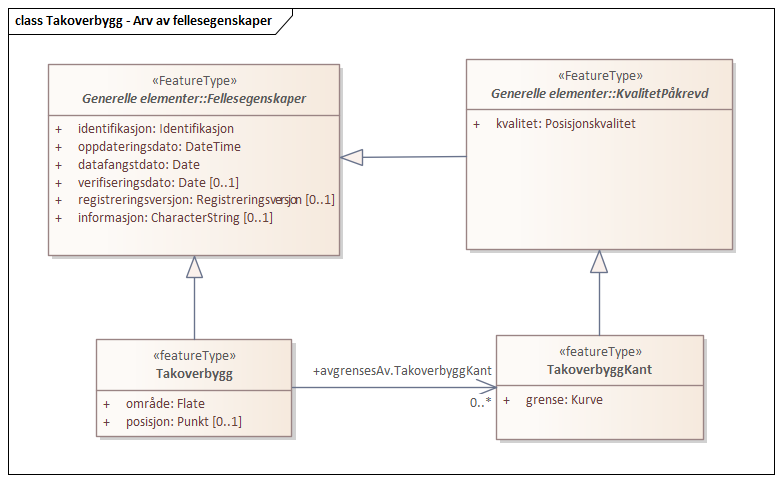 class Takoverbygg - Arv av fellesegenskaper
«FeatureType»
Generelle elementer::Fellesegenskaper
+ identifikasjon: Identifikasjon
+ oppdateringsdato: DateTime
+ datafangstdato: Date
+ verifiseringsdato: Date [0..1]
+ registreringsversjon: Registreringsversjon [0..1]
+ informasjon: CharacterString [0..1]
«FeatureType»
Generelle elementer::KvalitetPåkrevd
+ kvalitet: Posisjonskvalitet
«featureType»
Takoverbygg
+ område: Flate
+ posisjon: Punkt [0..1]
+avgrensesAv.TakoverbyggKant
0..*
«featureType»
TakoverbyggKant
+ grense: Kurve